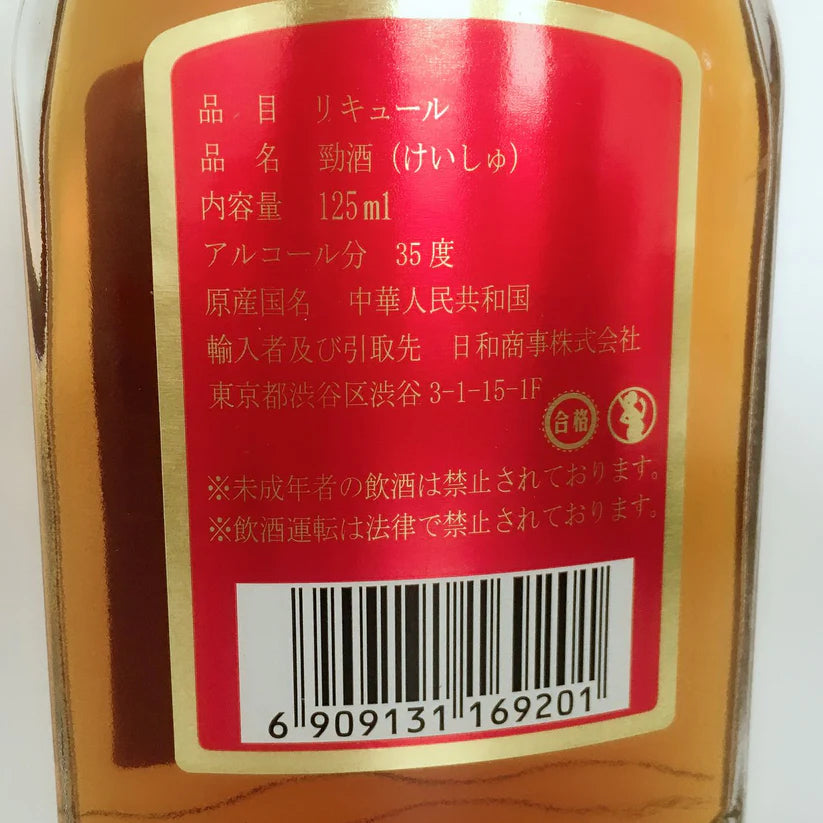 品　目　リキュール
品　名　勁酒（けいしゅ）
内容量　125ml
アルコール分　35度
原産国名　中華人民共和国
輸入者及び引取先　日和商事株式会社
東京都渋谷区渋谷3-1-15-1F
合格
※未成年者の飲酒は禁止されております。
※飲酒運転は法律で禁止されております。
6 909131 169201